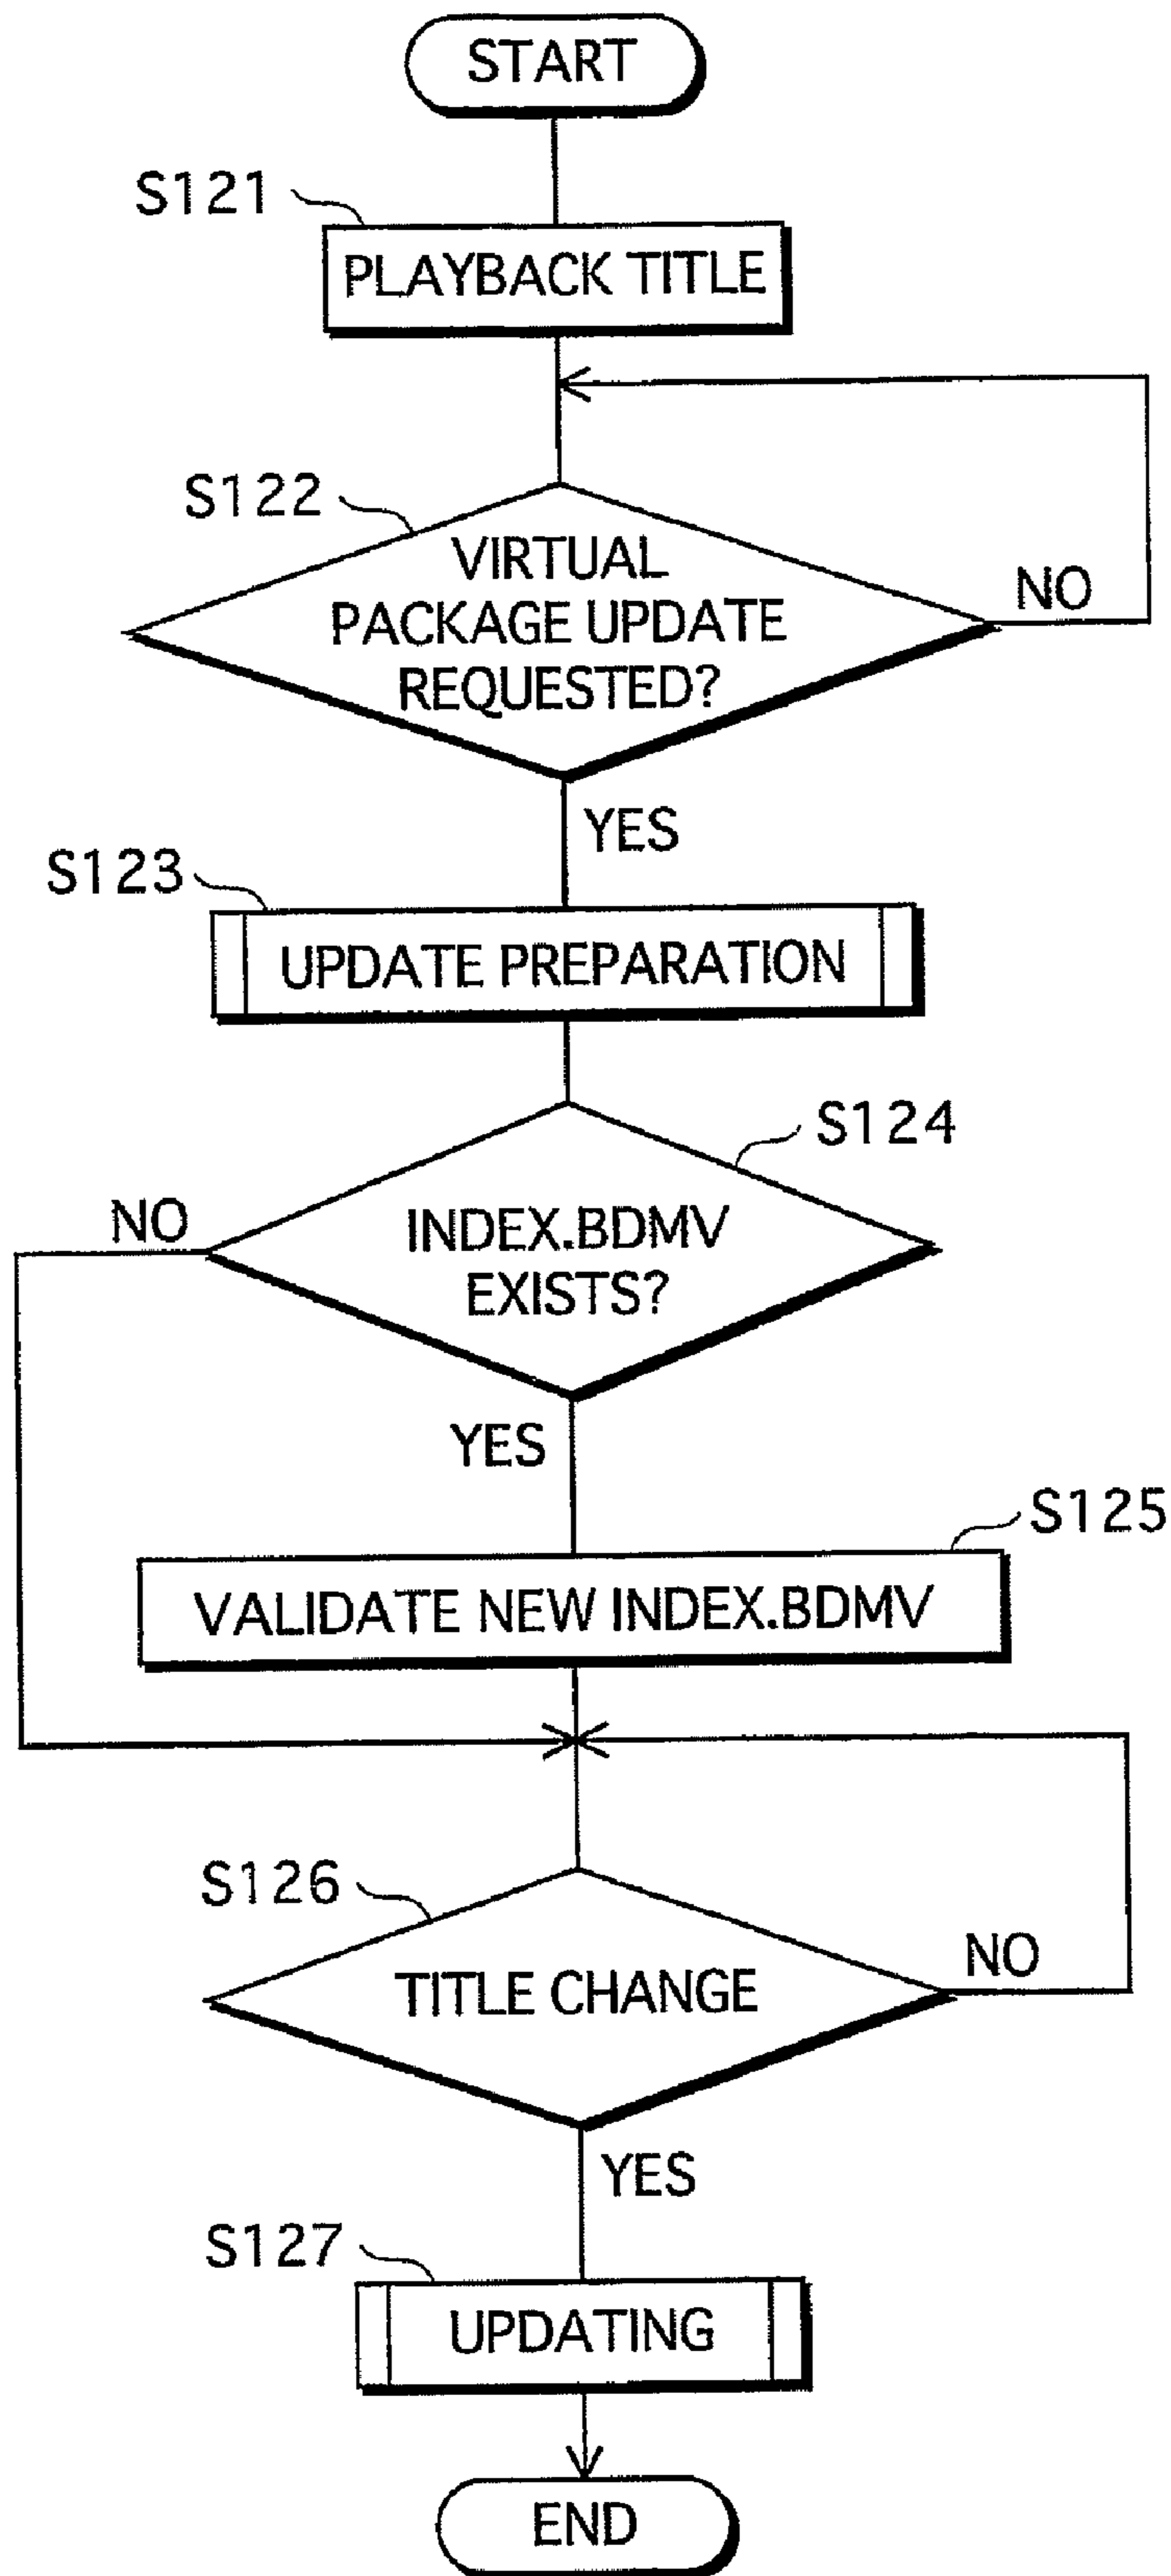 START
S121
PLAYBACK TITLE
S122
VIRTUAL
PACKAGE UPDATE
REQUESTED?
NO
YES
S123
UPDATE PREPARATION
S124
NO
INDEX.BDMV
EXISTS?
YES
S125
VALIDATE NEW INDEX.BDMV
S126
TITLE CHANGE
NO
YES
S127
UPDATING
END